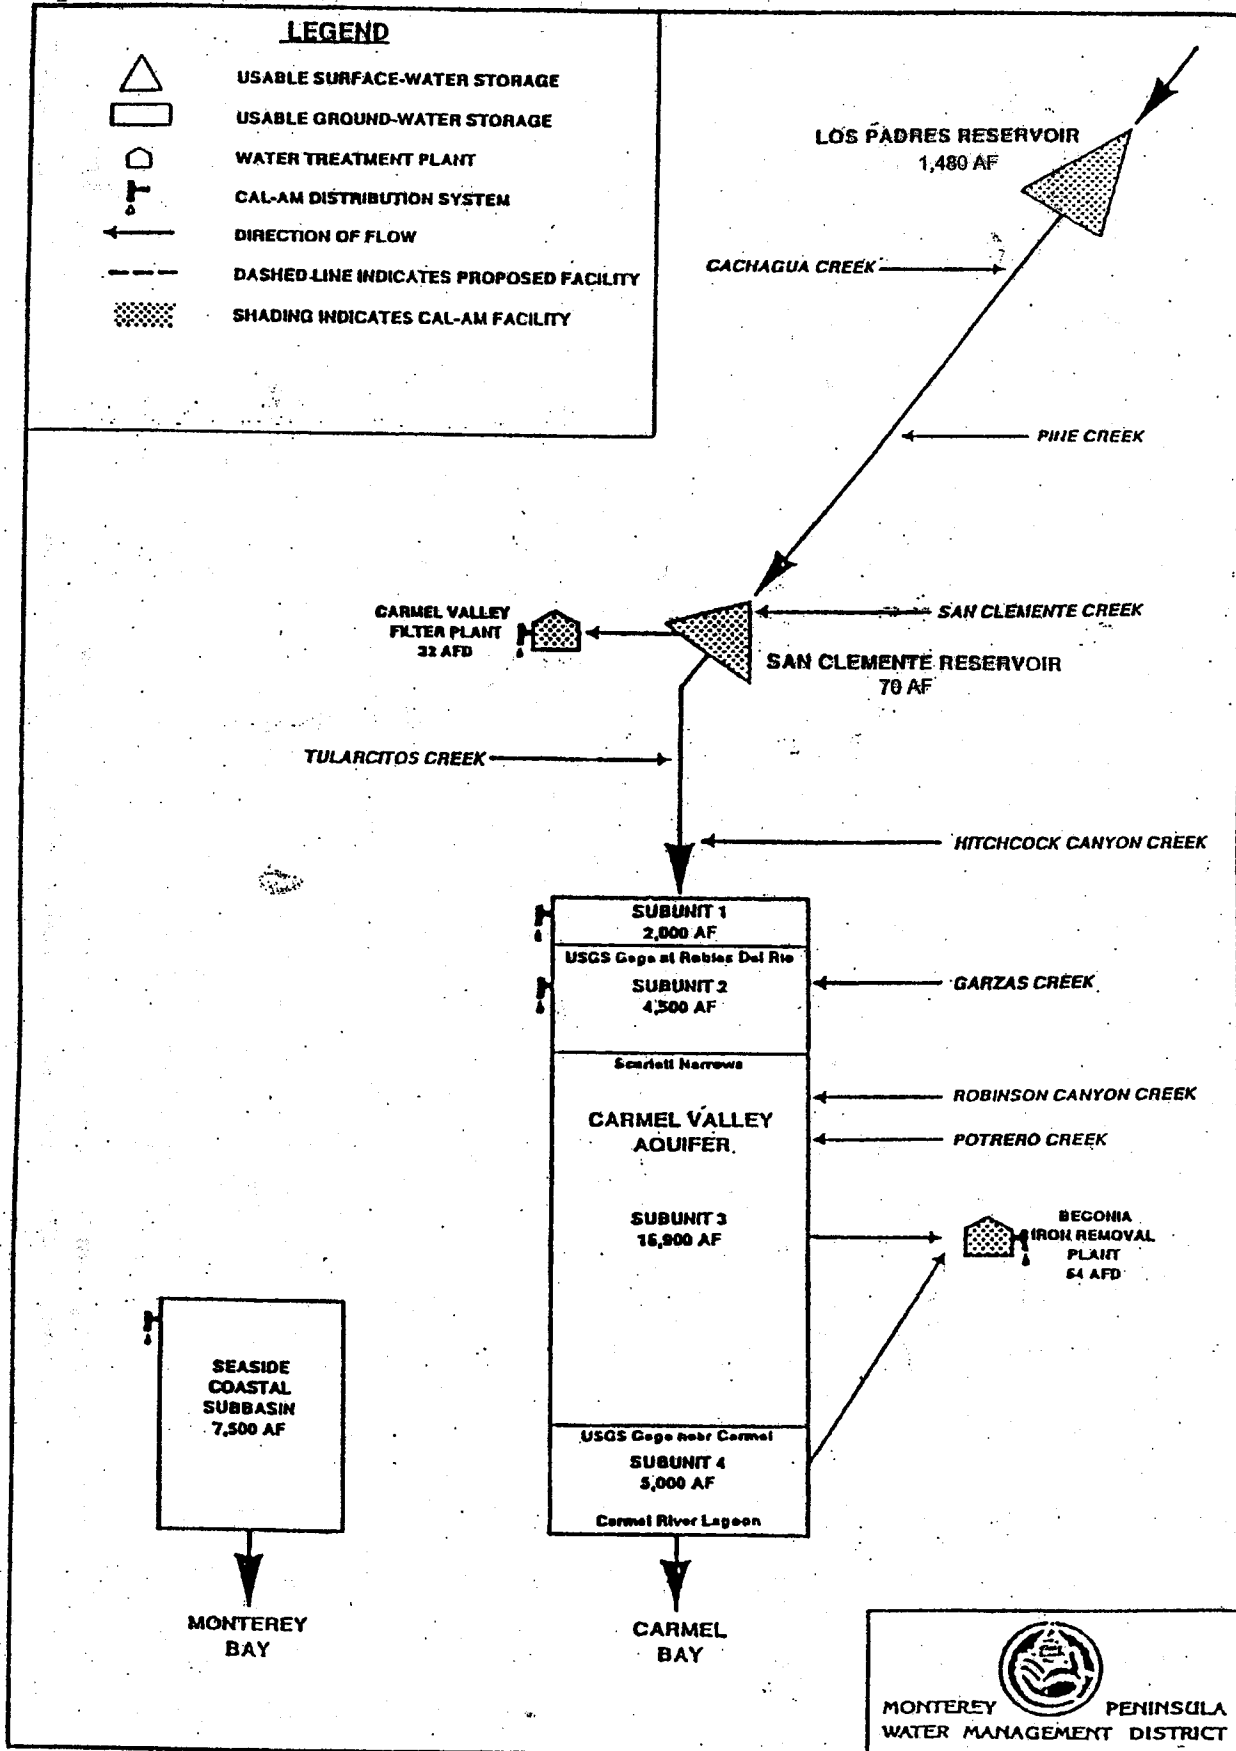 LEGEND
USABLE SURFACE-WATER STORAGE
USABLE GROUND-WATER STORAGE
WATER TREATMENT PLANT
CAL-AM DISTRIBUTION SYSTEM
DIRECTION OF FLOW
DASHED LINE INDICATES PROPOSED FACILITY
SHADING INDICATES CAL-AM FACILITY
LOS PADRES RESERVOIR
1,480 AF
CACHAGUA CREEK
PINE CREEK
CARMEL VALLEY
FILTER PLANT
32 AFD
SAN CLEMENTE CREEK
SAN CLEMENTE RESERVOIR
70 AF
TULARCITOS CREEK
HITCHCOCK CANYON CREEK
SUBUNIT 1
2,000 AF
USGS Gage at Robles Del Rio
SUBUNIT 2
4,500 AF
GARZAS CREEK
Scarlett Narrows
ROBINSON CANYON CREEK
CARMEL VALLEY
AQUIFER
POTRERO CREEK
SUBUNIT 3
16,900 AF
BEGONIA
IRON REMOVAL
PLANT
54 AFD
SEASIDE
COASTAL
SUBBASIN
7,500 AF
USGS Gage near Carmel
SUBUNIT 4
5,000 AF
Carmel River Lagoon
MONTEREY
BAY
CARMEL
BAY
MONTEREY PENINSULA
WATER MANAGEMENT DISTRICT